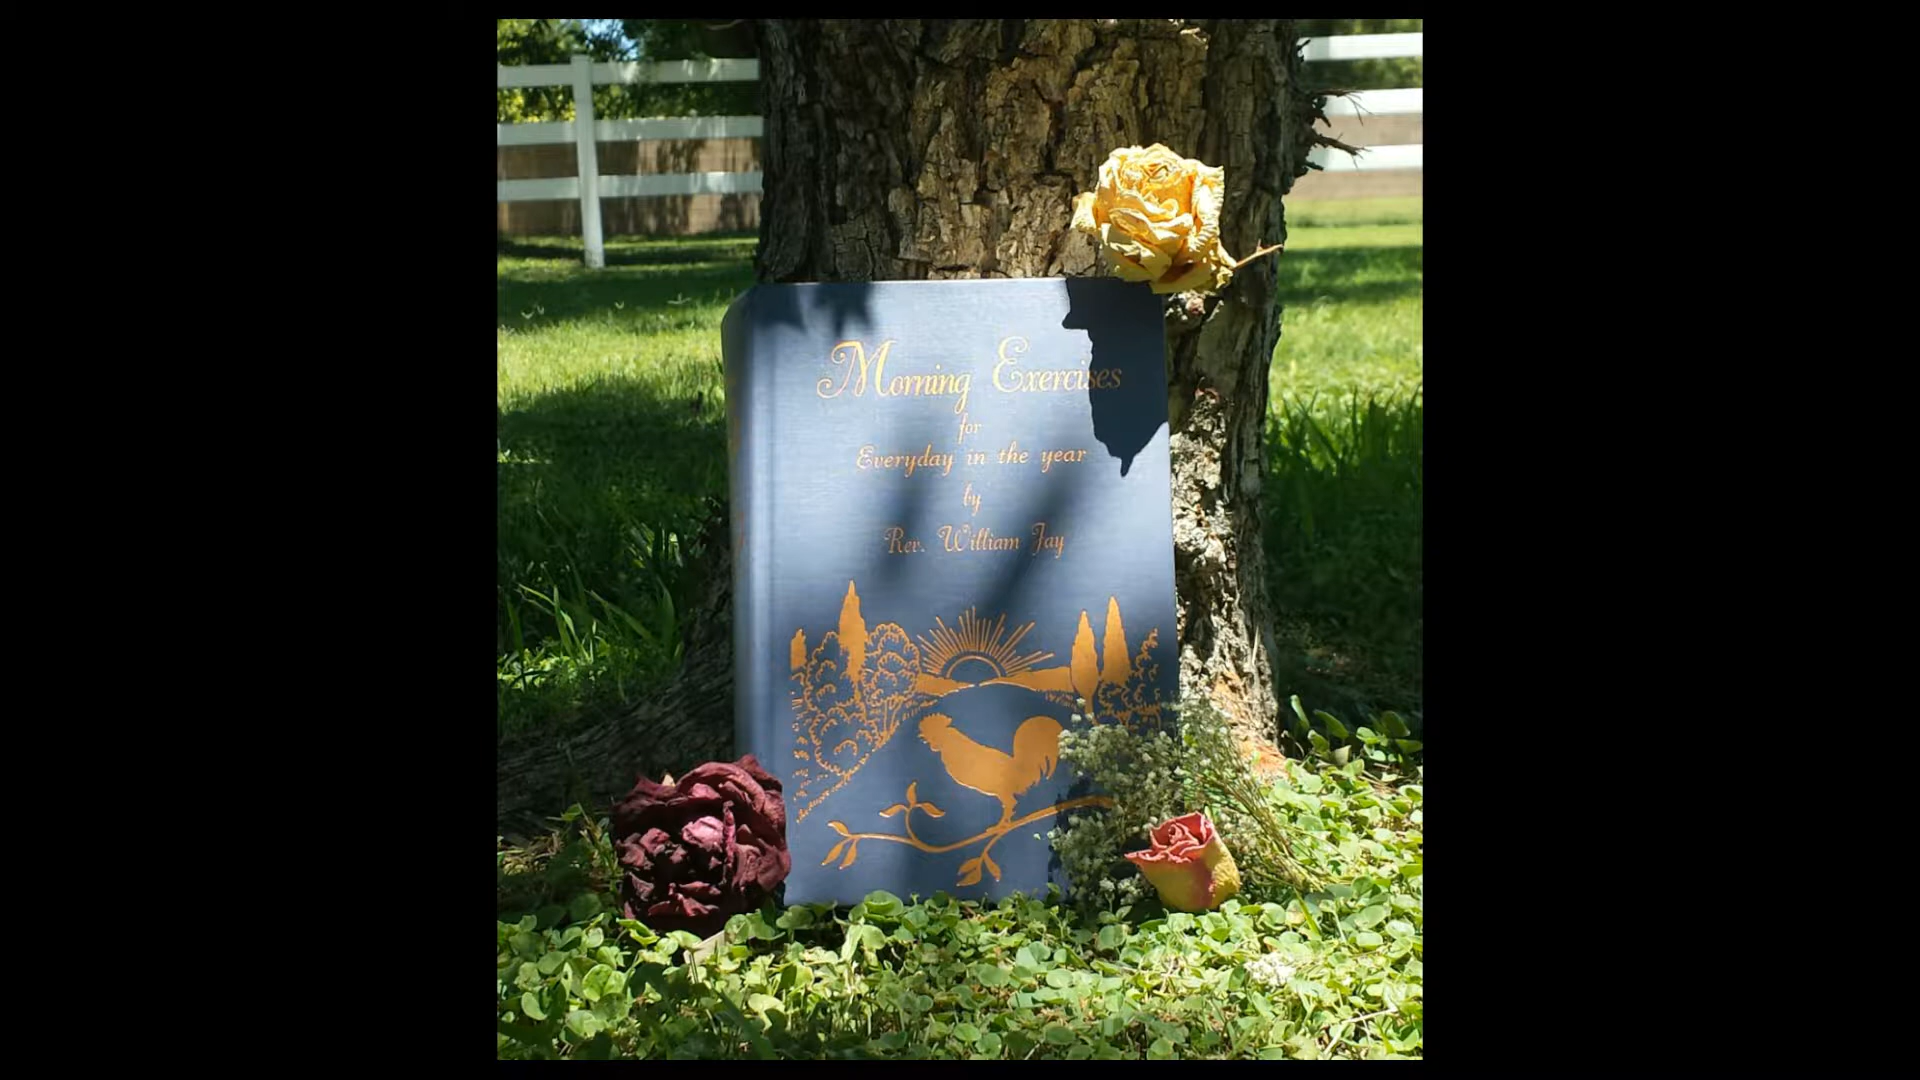 Morning Exercises
for
Everyday in the year
by
Rev. William Jay